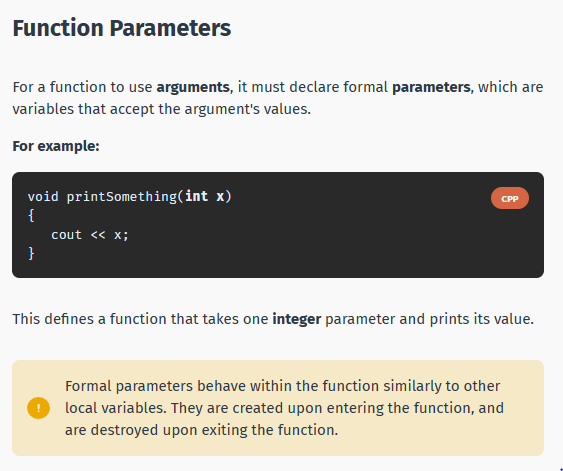 Function Parameters
For a function to use arguments, it must declare formal parameters, which are
variables that accept the argument's values.
For example:
void printSomething(int x)
CPP
{
cout << x;
}
This defines a function that takes one integer parameter and prints its value.
!
Formal parameters behave within the function similarly to other
local variables. They are created upon entering the function, and
are destroyed upon exiting the function.